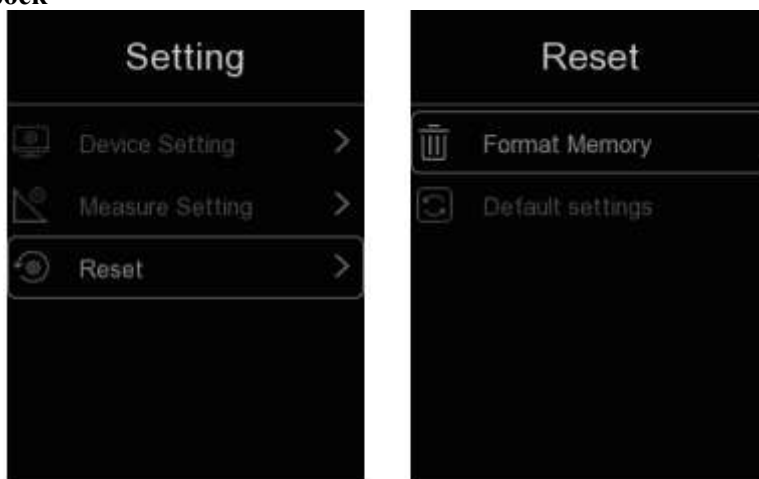 Setting
Device Setting
Measure Setting
Reset
Reset
Format Memory
Default settings